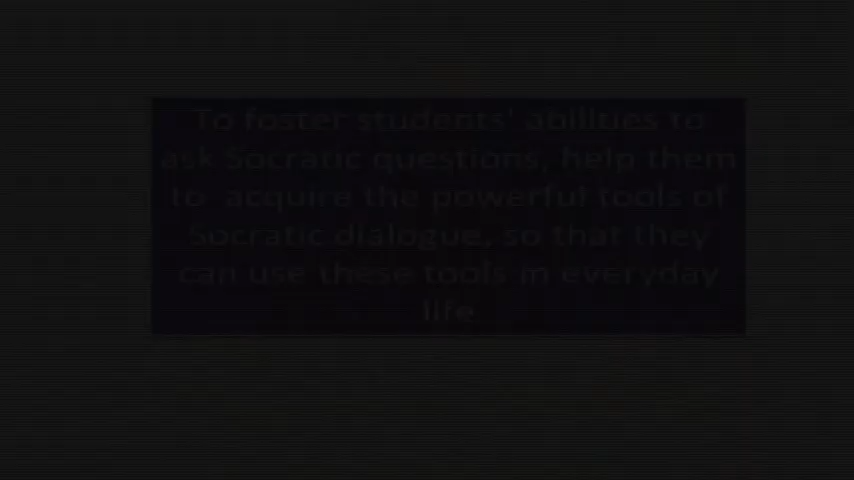 To foster students' abilities to
ask Socratic questions, help them
to acquire the powerful tools of
Socratic dialogue, so that they
can use these tools in everyday
life